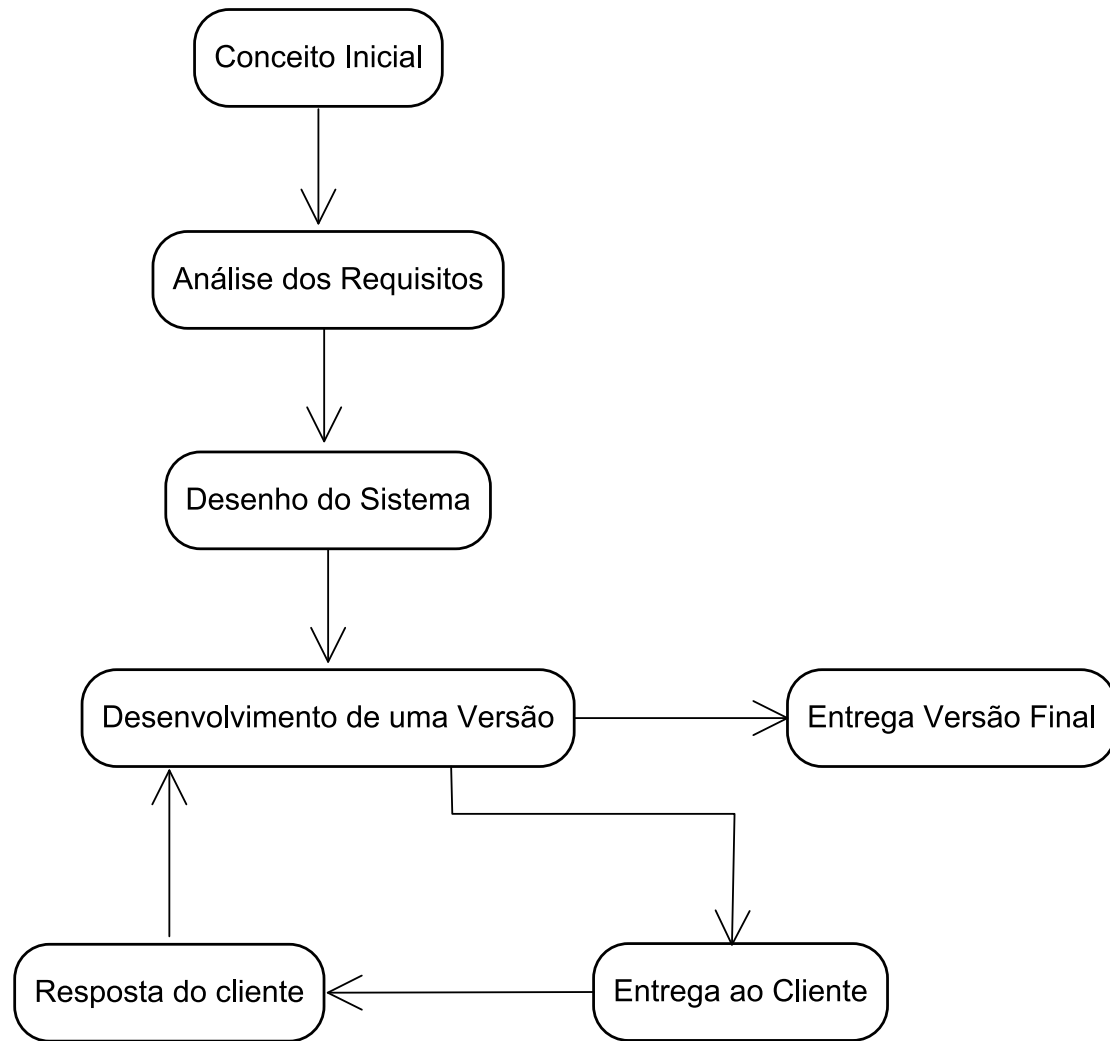 Conceito Inicial
Análise dos Requisitos
Desenho do Sistema
Desenvolvimento de uma Versão
Entrega Versão Final
Resposta do cliente
Entrega ao Cliente